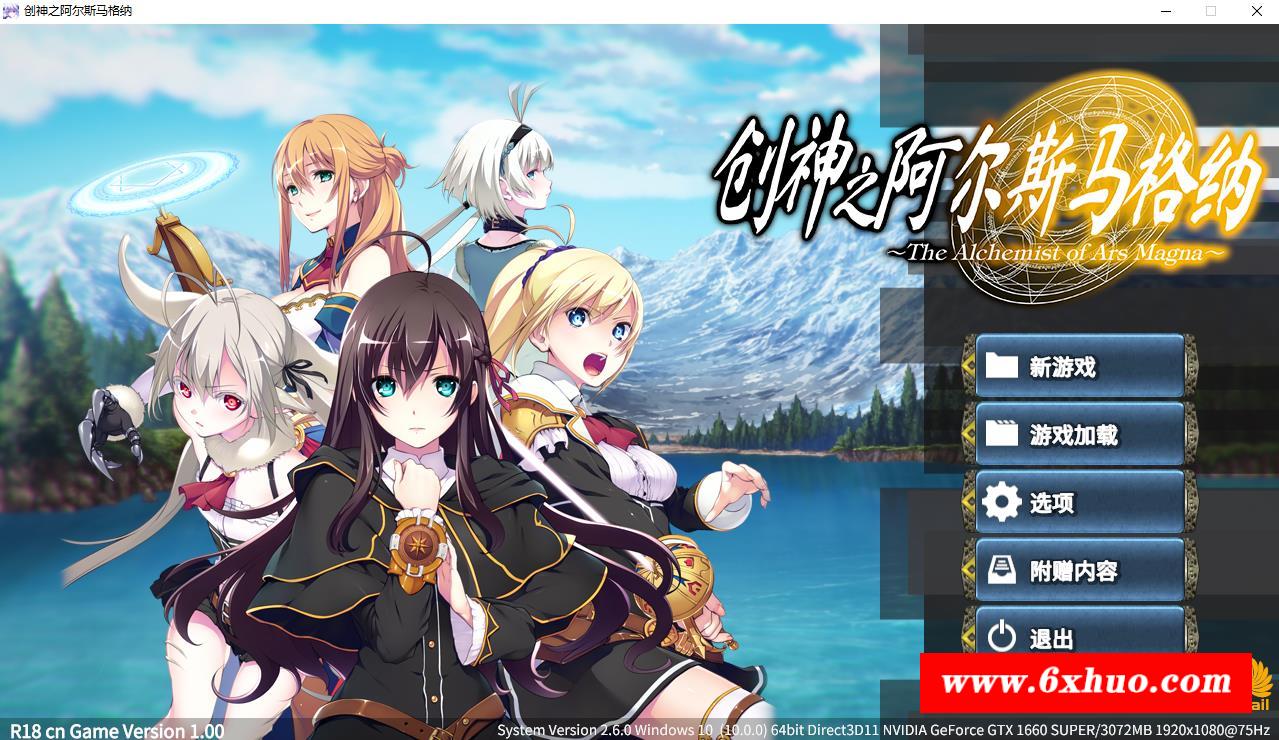 创神之阿尔斯马格纳
创神之阿尔斯马格纳
~The Alchemist of Ars Magna~
新游戏
游戏加载
选项
附赠内容
退出
www.6xhuo.com
ail
R18 cn Game Version 1.00
System Version 2.6.0 Windows 10 (10.0.0) 64bit Direct3D11 NVIDIA GeForce GTX 1660 SUPER/3072MB 1920x1080@75Hz